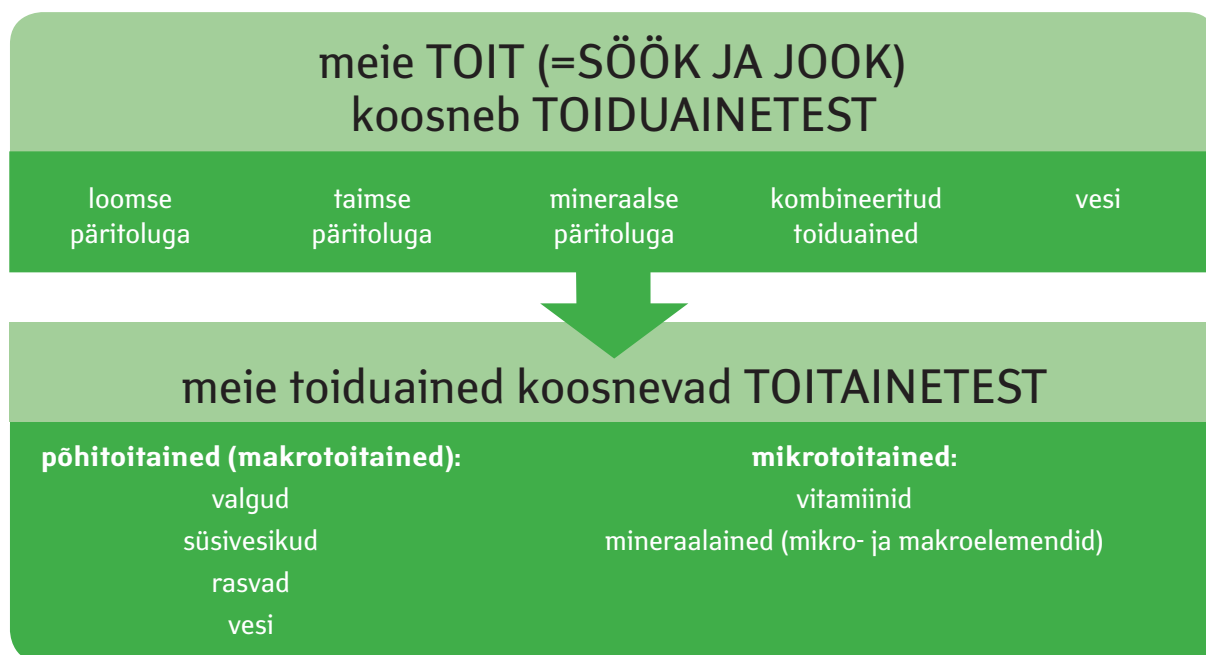 meie TOIT (=SÖÖK JA JOOK)
koosneb TOIDUAINETEST
loomse
päritoluga
taimse
päritoluga
mineraalse
päritoluga
kombineeritud
toiduained
vesi
meie toiduained koosnevad TOITAINETEST
põhitoitained (makrotoitained):
valgud
süsivesikud
rasvad
vesi
mikrotoitained:
vitamiinid
mineraalained (mikro- ja makroelemendid)